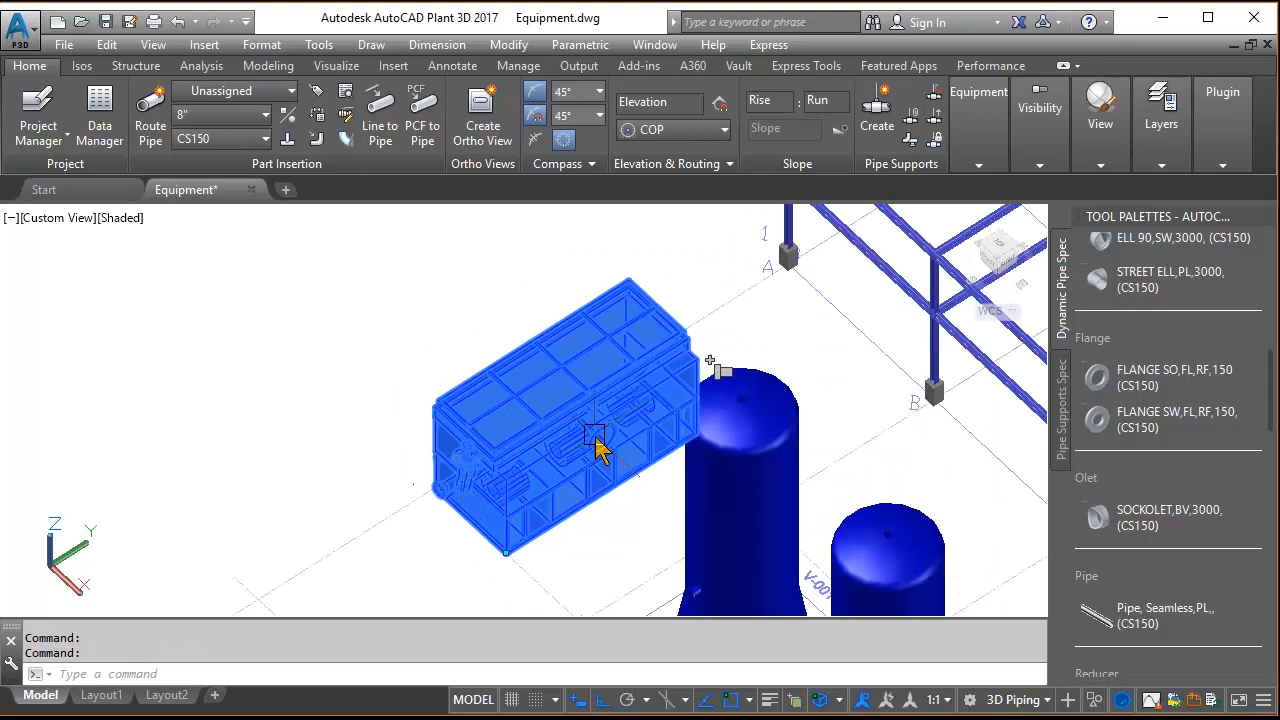 Autodesk AutoCAD Plant 3D 2017 Equipment.dwg
Type a keyword or phrase
Sign In
P3D
File Edit View Insert Format Tools Draw Dimension Modify Parametric Window Help Express
Home Isos Structure Analysis Modeling Visualize Insert Annotate Manage Output Add-ins A360 Vault Express Tools Featured Apps Performance
Project
Manager
Data
Manager
Project
Route
Pipe
Unassigned
8"
CS150
Line to
Pipe
PCF
PCF to
Pipe
Part Insertion
Create
Ortho View
Ortho Views
45°
45°
Compass
Elevation
COP
Elevation & Routing
Rise : Run
Slope
Slope
Create
Pipe Supports
Equipment
Visibility
View
Layers
Plugin
Start
Equipment*
[−][Custom View][Shaded]
1
A
B
WCS
V-001
Z
Y
X
TOOL PALETTES - AUTOC...
Dynamic Pipe Spec
Pipe Supports Spec
ELL 90,SW,3000, (CS150)
STREET ELL,PL,3000,
(CS150)
Flange
FLANGE SO,FL,RF,150
(CS150)
FLANGE SW,FL,RF,150,
(CS150)
Olet
SOCKOLET,BV,3000,
(CS150)
Pipe
Pipe, Seamless,PL,,
(CS150)
Reducer
Command:
Command:
Type a command
Model Layout1 Layout2
MODEL
1:1
3D Piping